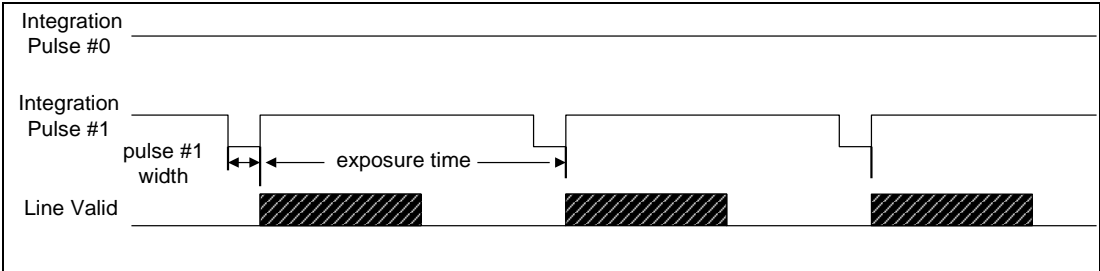 Integration
Pulse #0
Integration
Pulse #1
pulse #1
width
exposure time
Line Valid